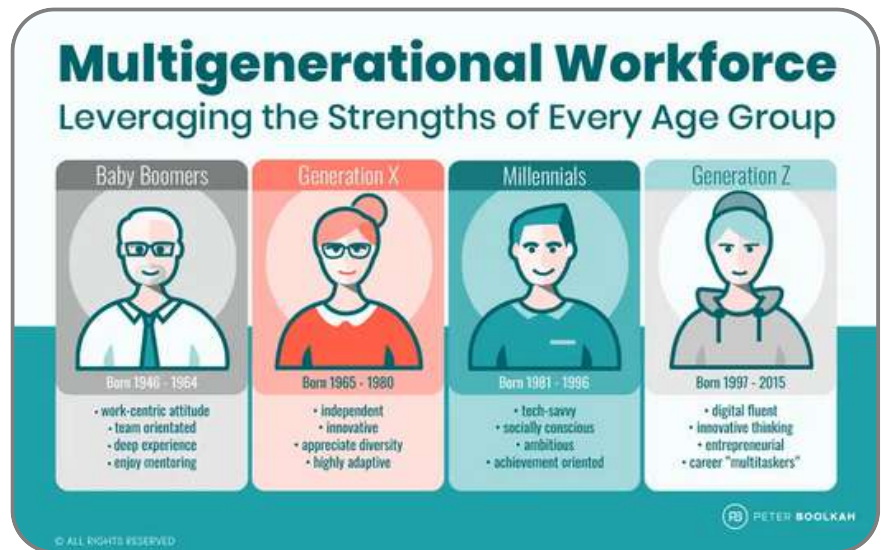 Multigenerational Workforce
Leveraging the Strengths of Every Age Group
Baby Boomers
Born 1946 - 1964
• work-centric attitude
• team orientated
• deep experience
• enjoy mentoring
Generation X
Born 1965 - 1980
• independent
• innovative
• appreciate diversity
• highly adaptive
Millennials
Born 1981 - 1996
• tech-savvy
• socially conscious
• ambitious
• achievement oriented
Generation Z
Born 1997 - 2015
• digital fluent
• innovative thinking
• entrepreneurial
• career "multitaskers"
PB PETER BOOLKAH
© ALL RIGHTS RESERVED